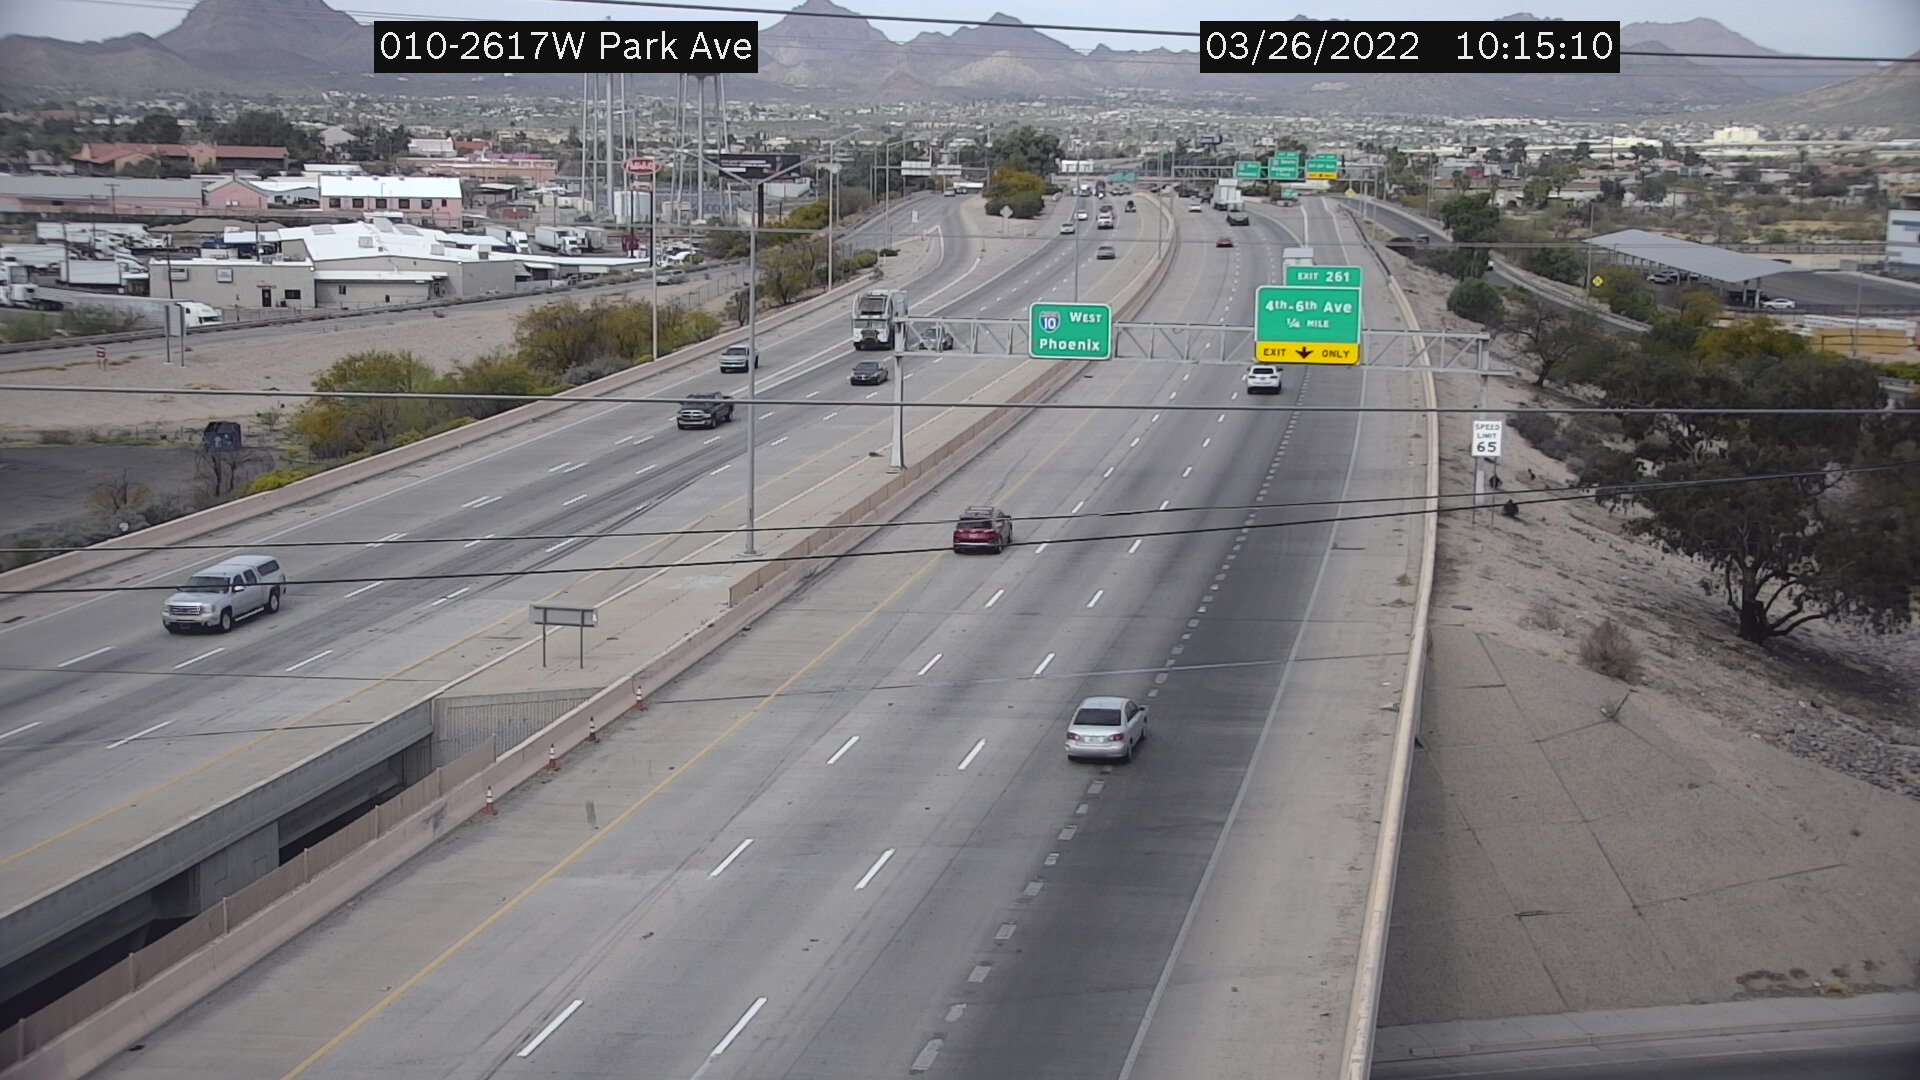 010-2617W Park Ave
03/26/2022 10:15:10
EXIT 261
4th-6th Ave
1/4 MILE
EXIT ONLY
10 WEST
Phoenix
SPEED
LIMIT
65